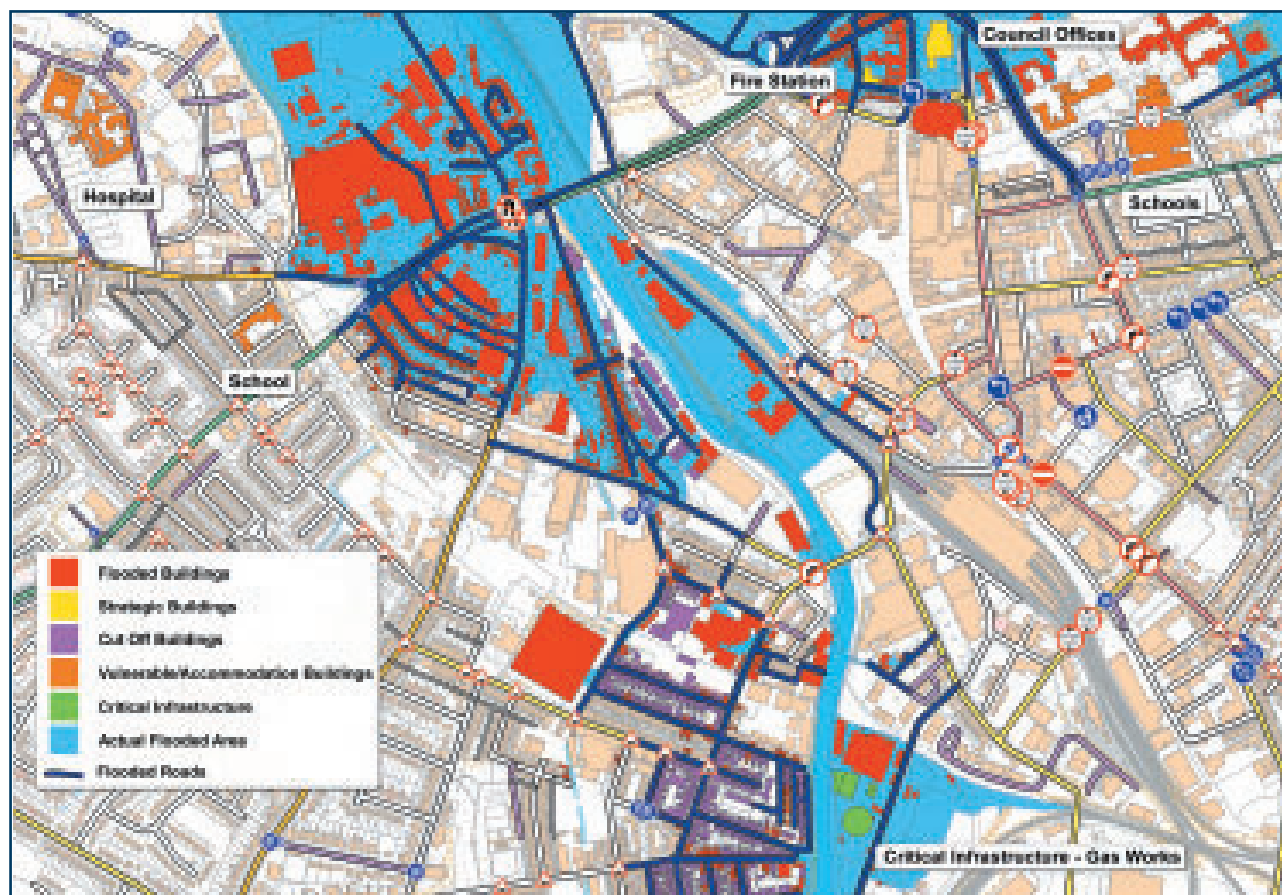 Council Offices
Fire Station
Hospital
Schools
School
Flooded Buildings
Strategic Buildings
Cut Off Buildings
Vulnerable/Accommodation Buildings
Critical Infrastructure
Actual Flooded Area
Flooded Roads
Critical Infrastructure - Gas Works